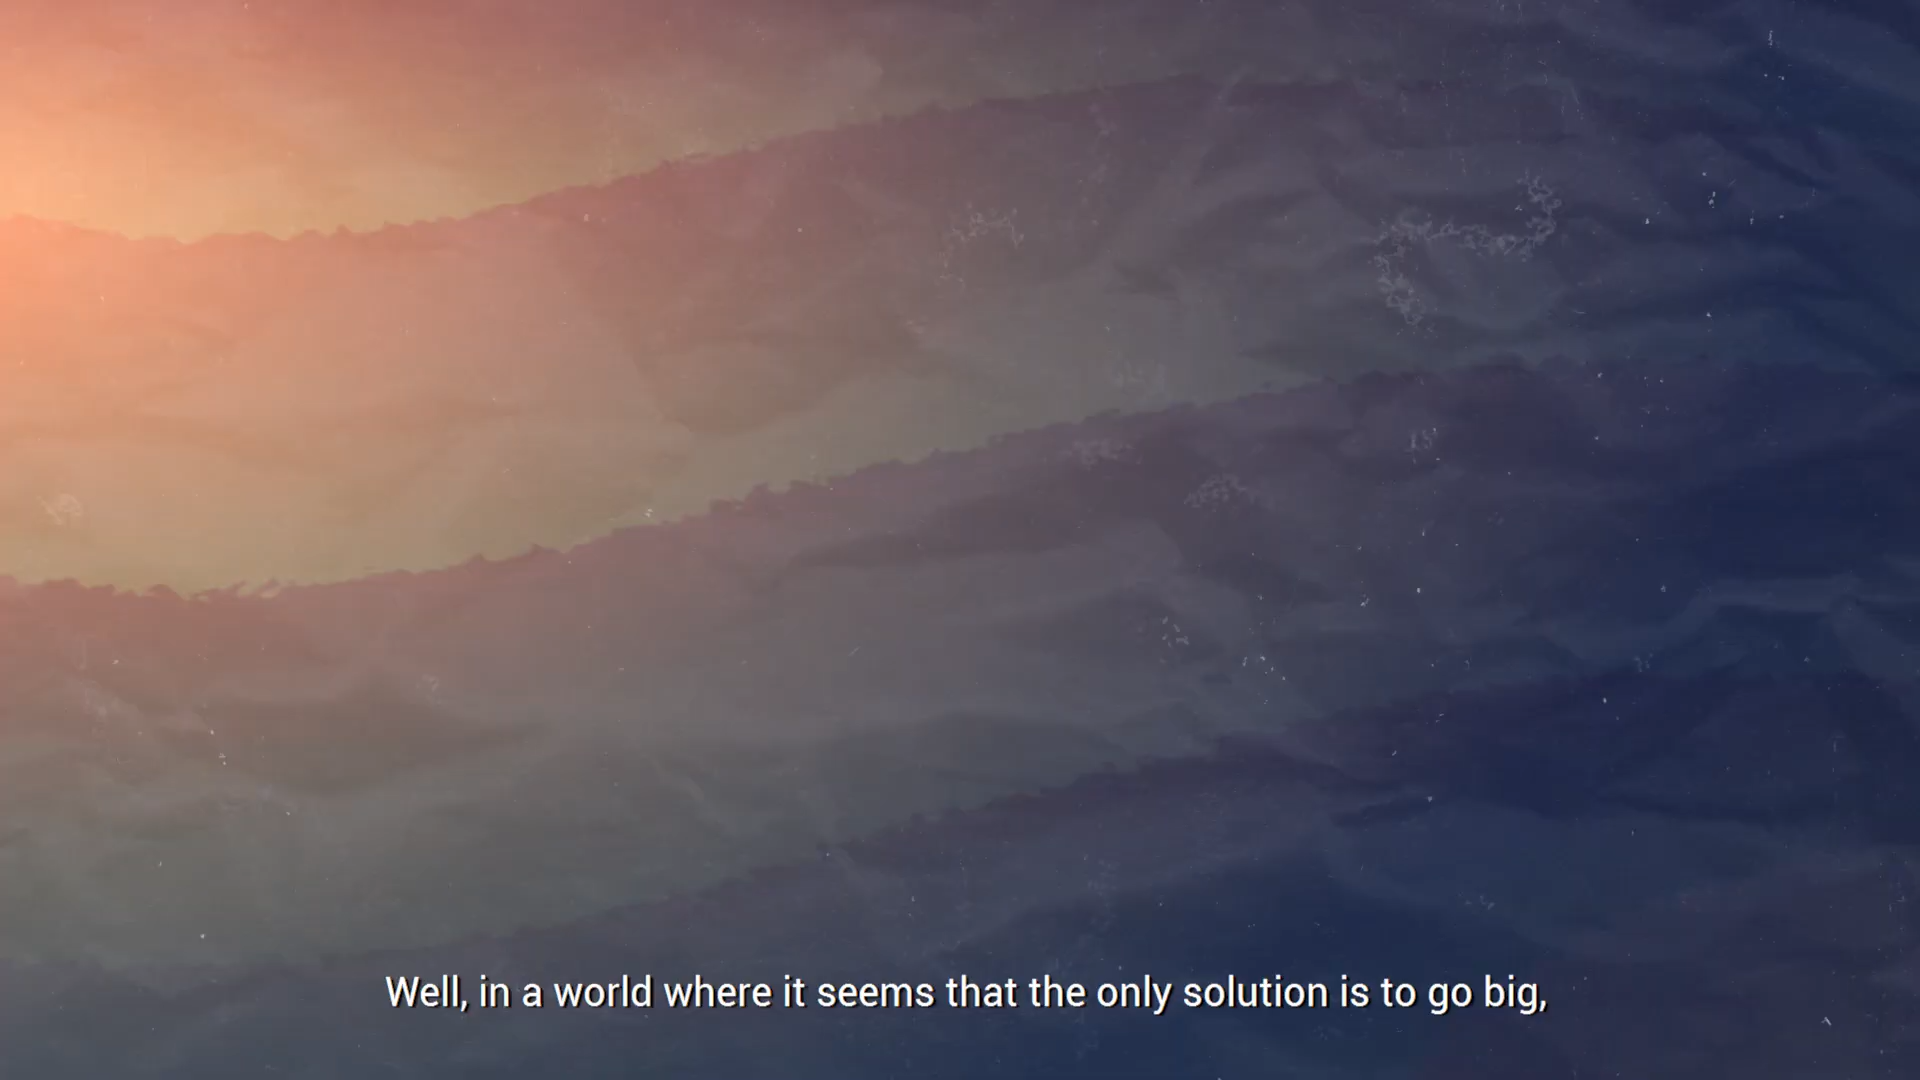 Well, in a world where it seems that the only solution is to go big,